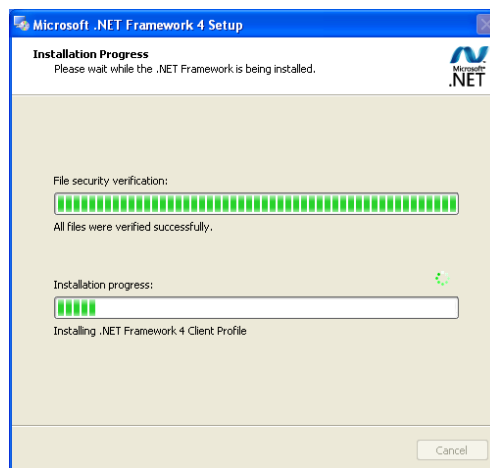 Microsoft .NET Framework 4 Setup
Installation Progress
Please wait while the .NET Framework is being installed.
Microsoft®
.NET
File security verification:
All files were verified successfully.
Installation progress:
Installing .NET Framework 4 Client Profile
Cancel